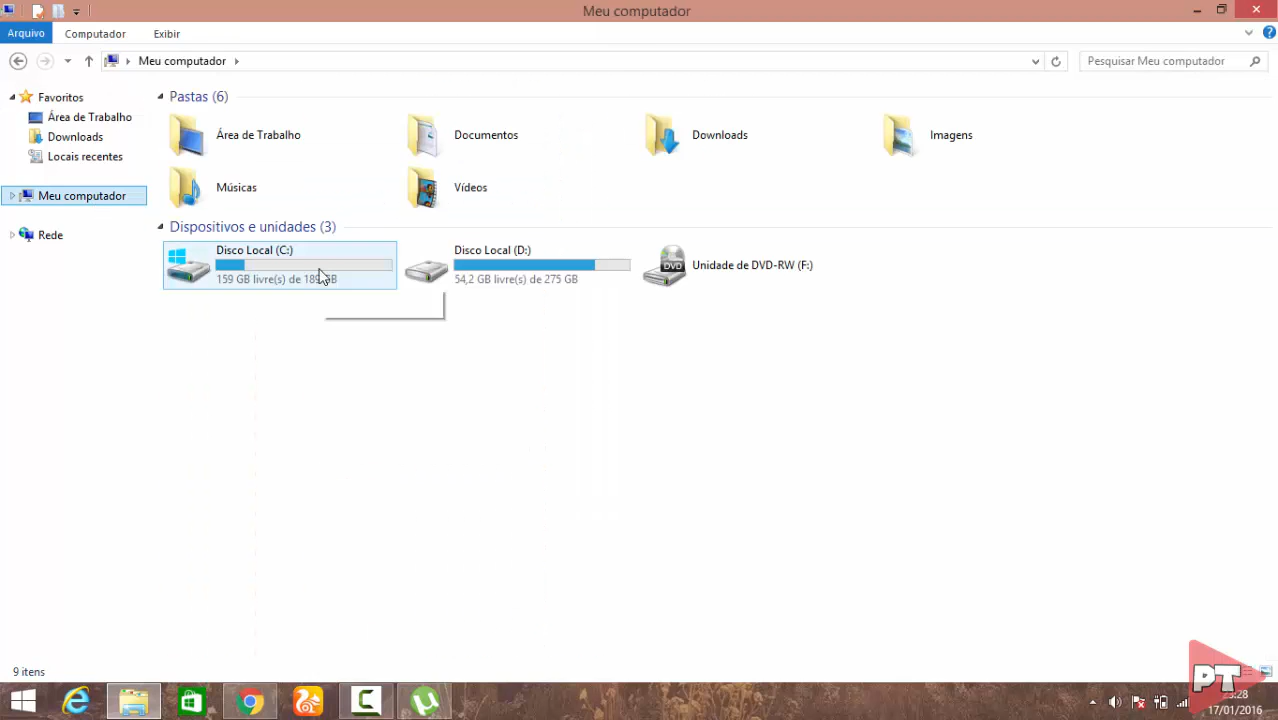 Meu computador
Arquivo
Computador
Exibir
Meu computador
Pesquisar Meu computador
Favoritos
Área de Trabalho
Downloads
Locais recentes
Meu computador
Rede
Pastas (6)
Área de Trabalho
Documentos
Downloads
Imagens
Músicas
Vídeos
Dispositivos e unidades (3)
Disco Local (C:)
159 GB livre(s) de 189 GB
Disco Local (D:)
54,2 GB livre(s) de 275 GB
DVD
Unidade de DVD-RW (F:)
9 itens
PT
17/01/2016